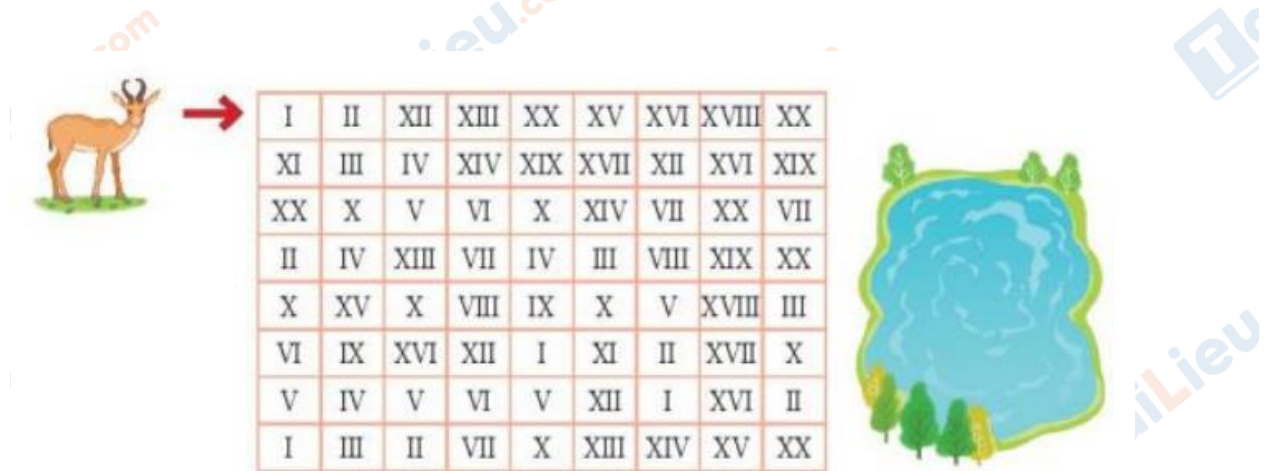 I II XII XIII XX XV XVI XVIII XX
XI III IV XIV XIX XVII XII XVI XIX
XX X V VI X XIV VII XX VII
II IV XIII VII IV III VIII XIX XX
X XV X VIII IX X V XVIII III
VI IX XVI XII I XI II XVII X
V IV V VI V XII I XVI II
I III II VII X XIII XIV XV XX